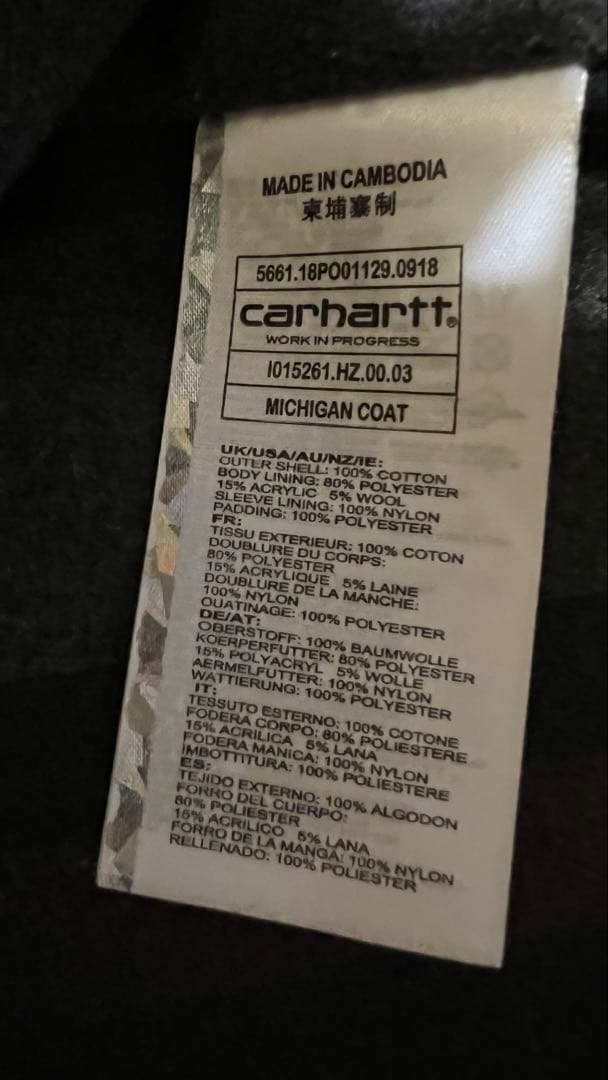 MADE IN CAMBODIA
柬埔寨制
5661.18PO01129.0918
carhartt®
WORK IN PROGRESS
I015261.HZ.00.03
MICHIGAN COAT
UK/USA/AU/NZ/IE:
OUTER SHELL: 100% COTTON
BODY LINING: 80% POLYESTER
15% ACRYLIC 5% WOOL
SLEEVE LINING: 100% NYLON
PADDING: 100% POLYESTER
FR:
TISSU EXTERIEUR: 100% COTON
DOUBLURE DU CORPS:
80% POLYESTER
15% ACRYLIQUE 5% LAINE
DOUBLURE DE LA MANCHE:
100% NYLON
OUATINAGE: 100% POLYESTER
DE/AT:
OBERSTOFF: 100% BAUMWOLLE
KOERPERFUTTER: 80% POLYESTER
15% POLYACRYL 5% WOLLE
AERMELFUTTER: 100% NYLON
WATTIERUNG: 100% POLYESTER
IT:
TESSUTO ESTERNO: 100% COTONE
FODERA CORPO: 80% POLIESTERE
15% ACRILICA 5% LANA
FODERA MANICA: 100% NYLON
IMBOTTITURA: 100% POLIESTERE
ES:
TEJIDO EXTERNO: 100% ALGODON
FORRO DEL CUERPO:
80% POLIESTER
15% ACRILICO 5% LANA
FORRO DE LA MANGA: 100% NYLON
RELLENADO: 100% POLIESTER